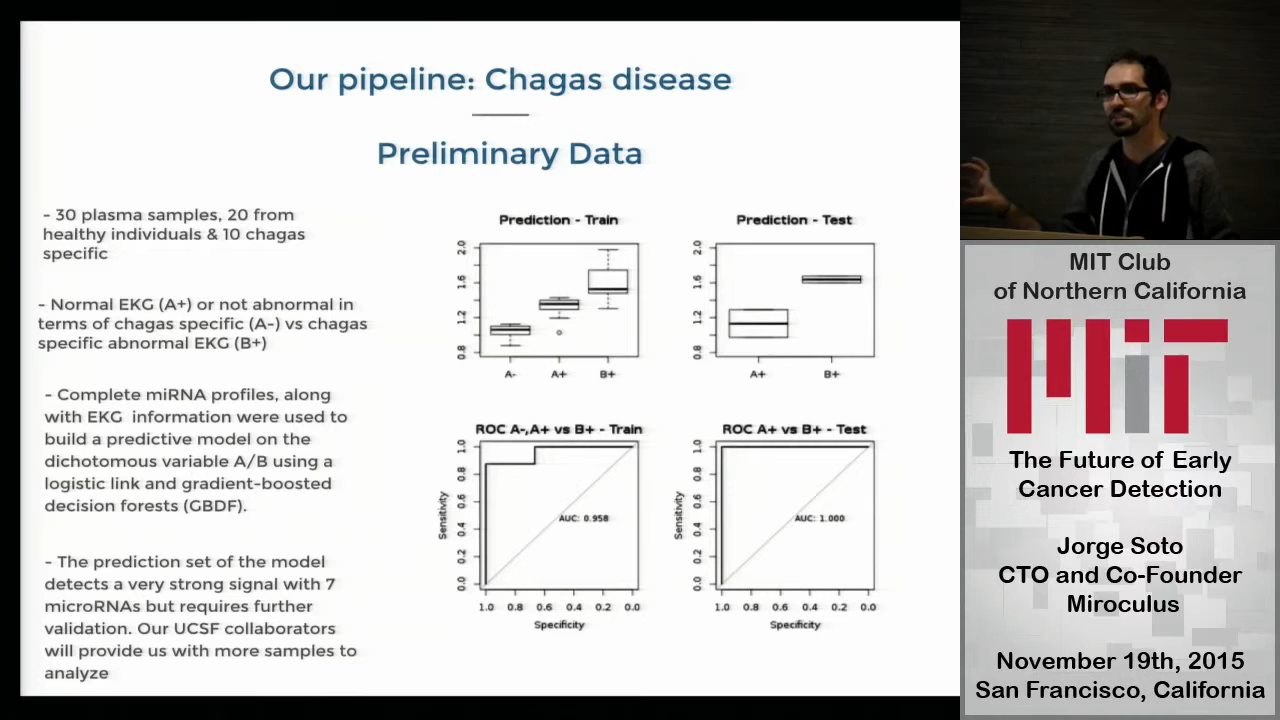 Our pipeline: Chagas disease
Preliminary Data
- 30 plasma samples, 20 from
healthy individuals & 10 chagas
specific
- Normal EKG (A+) or not abnormal in
terms of chagas specific (A-) vs chagas
specific abnormal EKG (B+)
- Complete miRNA profiles, along
with EKG information were used to
build a predictive model on the
dichotomous variable A/B using a
logistic link and gradient-boosted
decision forests (GBDF).
- The prediction set of the model
detects a very strong signal with 7
microRNAs but requires further
validation. Our UCSF collaborators
will provide us with more samples to
analyze
Prediction - Train
2.0
1.6
1.2
0.8
A-
A+
B+
Prediction - Test
2.0
1.6
1.2
0.8
A+
B+
ROC A-,A+ vs B+ - Train
Sensitivity
1.0
0.8
0.6
0.4
0.2
0.0
AUC: 0.958
1.0 0.8 0.6 0.4 0.2 0.0
Specificity
ROC A+ vs B+ - Test
Sensitivity
1.0
0.8
0.6
0.4
0.2
0.0
AUC: 1.000
1.0 0.8 0.6 0.4 0.2 0.0
Specificity
MIT Club
of Northern California
MIT
The Future of Early
Cancer Detection
Jorge Soto
CTO and Co-Founder
Miroculus
November 19th, 2015
San Francisco, California